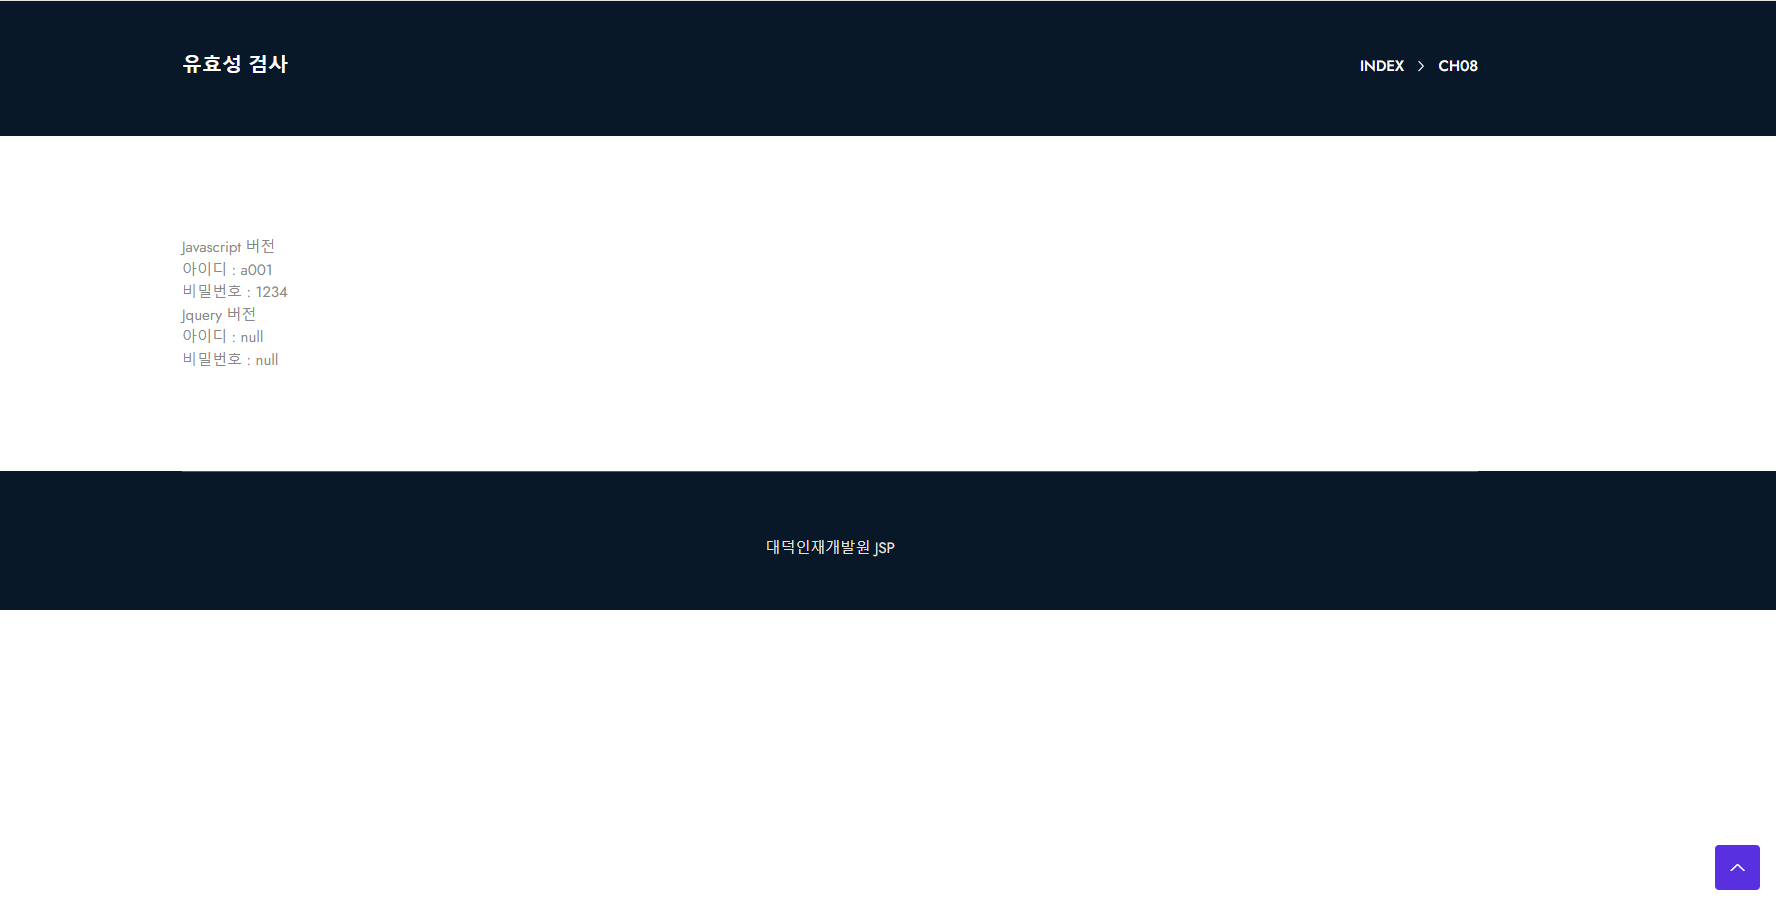 유효성 검사
INDEX > CH08
Javascript 버전
아이디 : a001
비밀번호 : 1234
Jquery 버전
아이디 : null
비밀번호 : null
대덕인재개발원 JSP